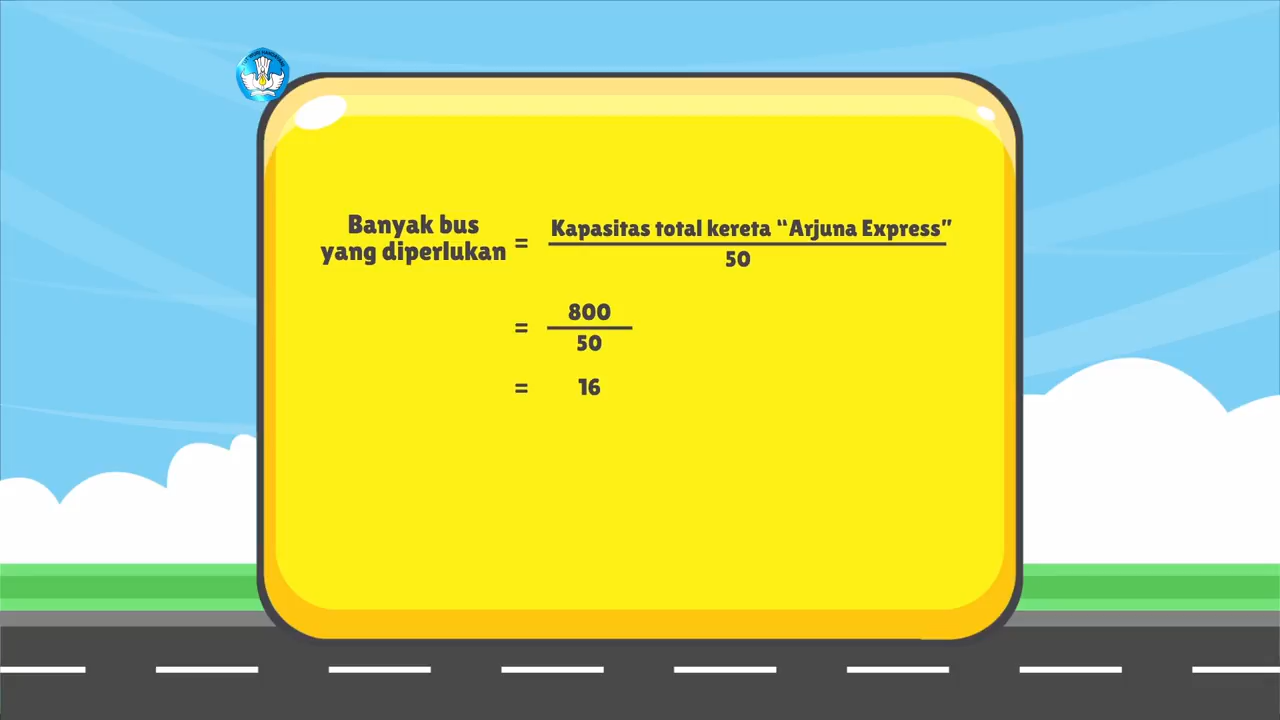 Banyak bus
yang diperlukan
= Kapasitas total kereta “Arjuna Express”
50
= 800
50
= 16